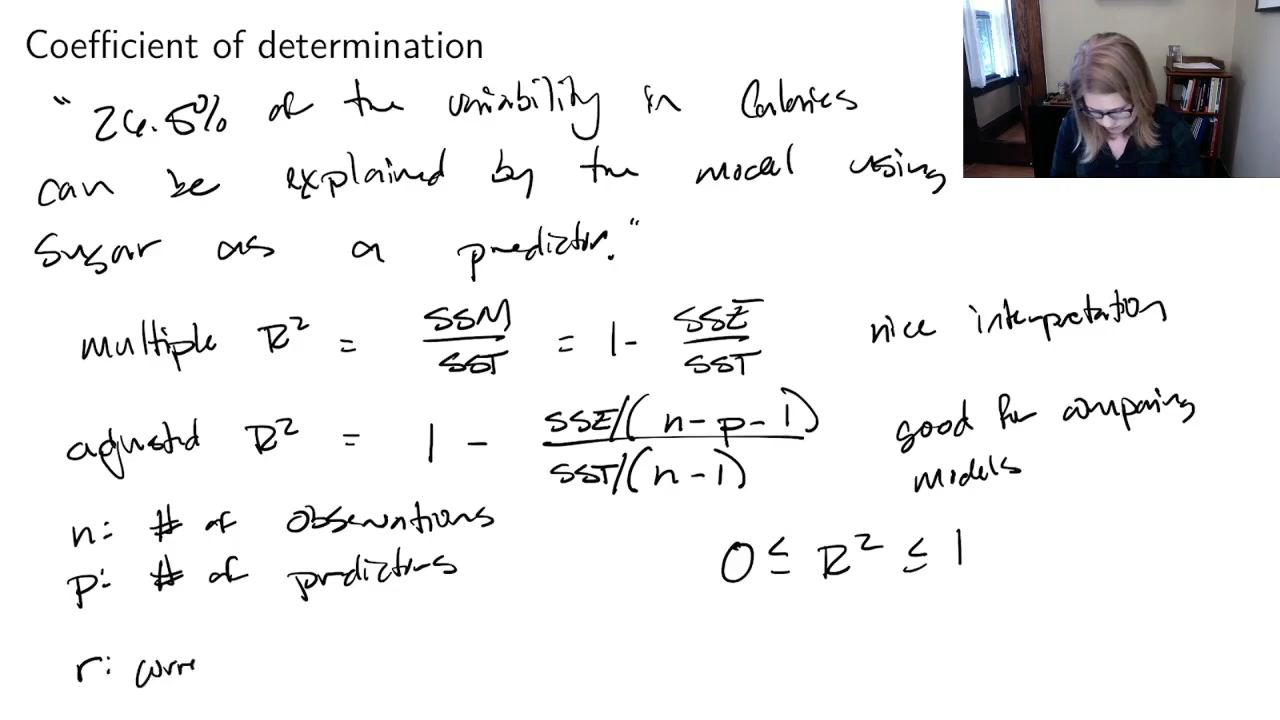 Coefficient of determination
"26.5% of the variability in Calories
can be explained by the model using
Sugar as a predictor."
multiple R² = SSM/SST = 1 - SSE/SST nice interpretation
adjusted R² = 1 - SSE/(n-p-1) / SST/(n-1) good for comparing
models
n: # of observations
p: # of predictors
0 ≤ R² ≤ 1
r: corre